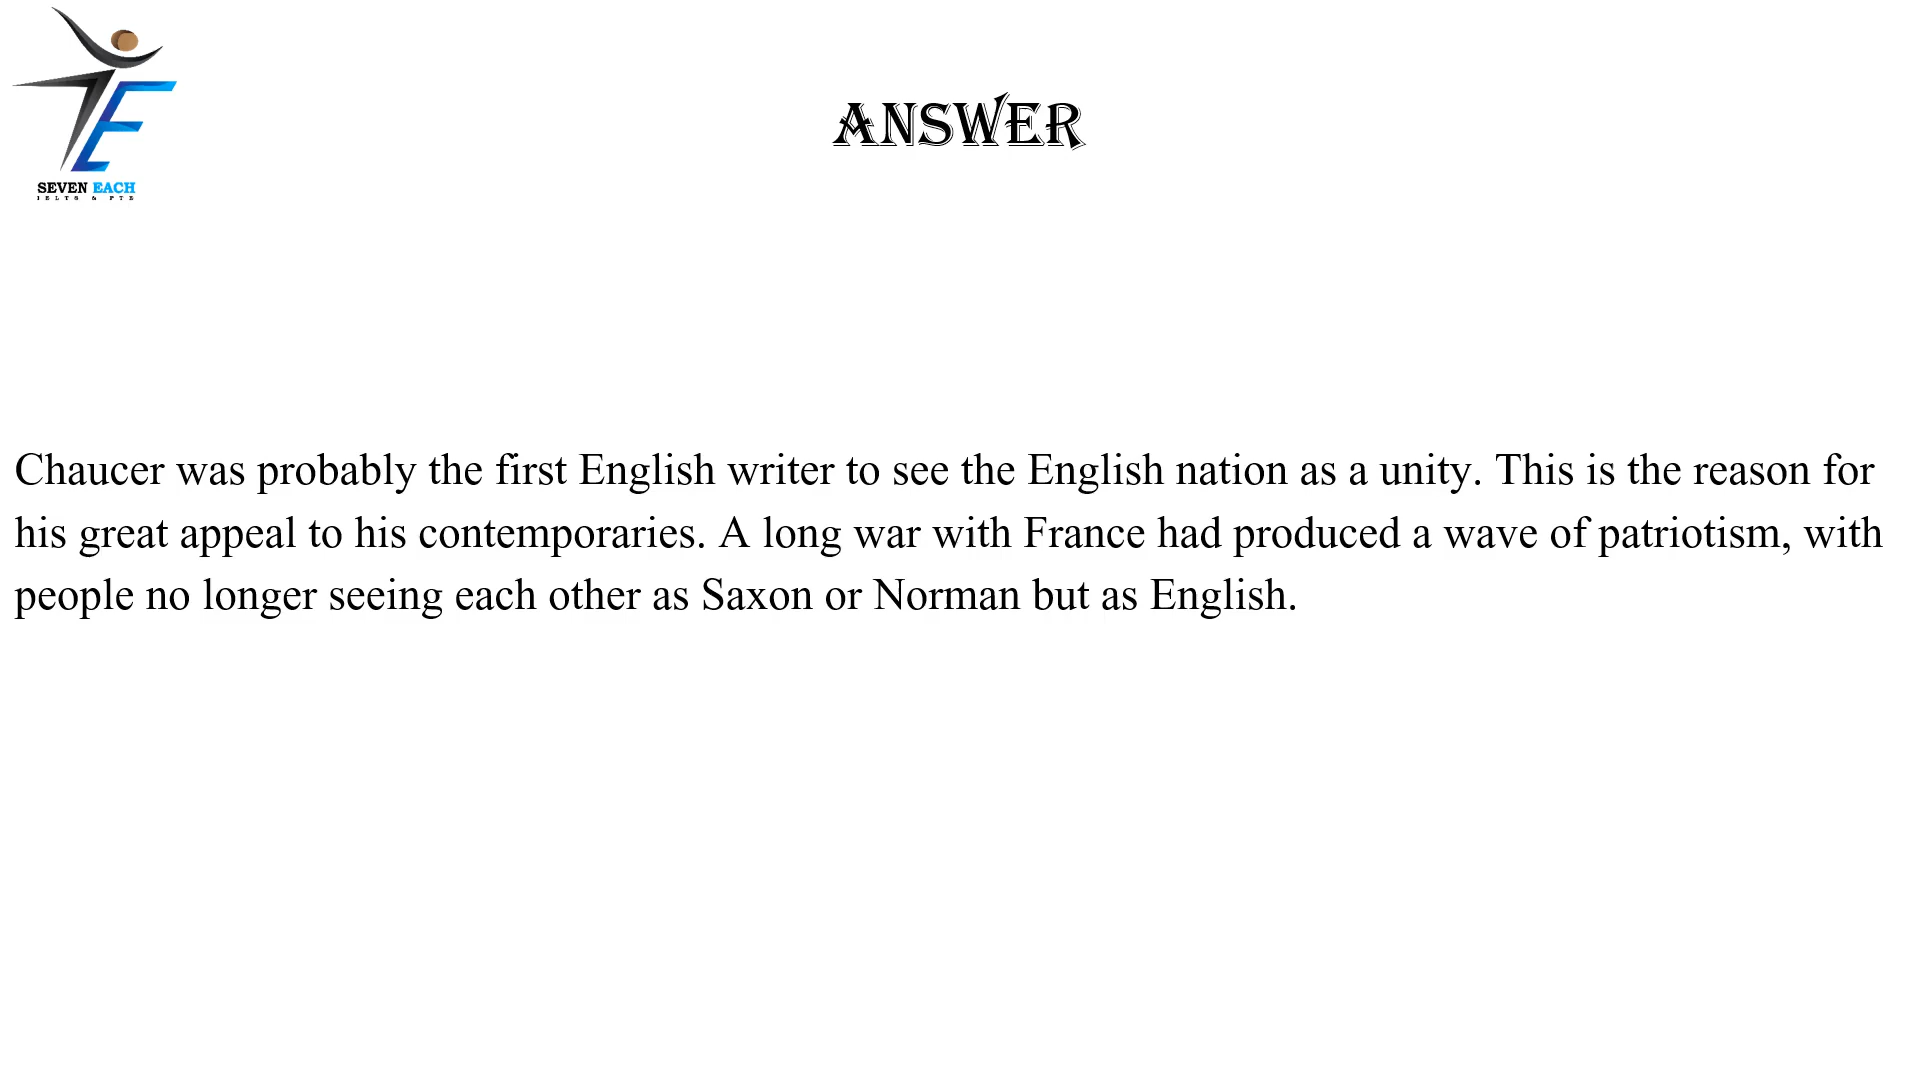 SEVEN EACH
IELTS & PTE
ANSWER
Chaucer was probably the first English writer to see the English nation as a unity. This is the reason for
his great appeal to his contemporaries. A long war with France had produced a wave of patriotism, with
people no longer seeing each other as Saxon or Norman but as English.